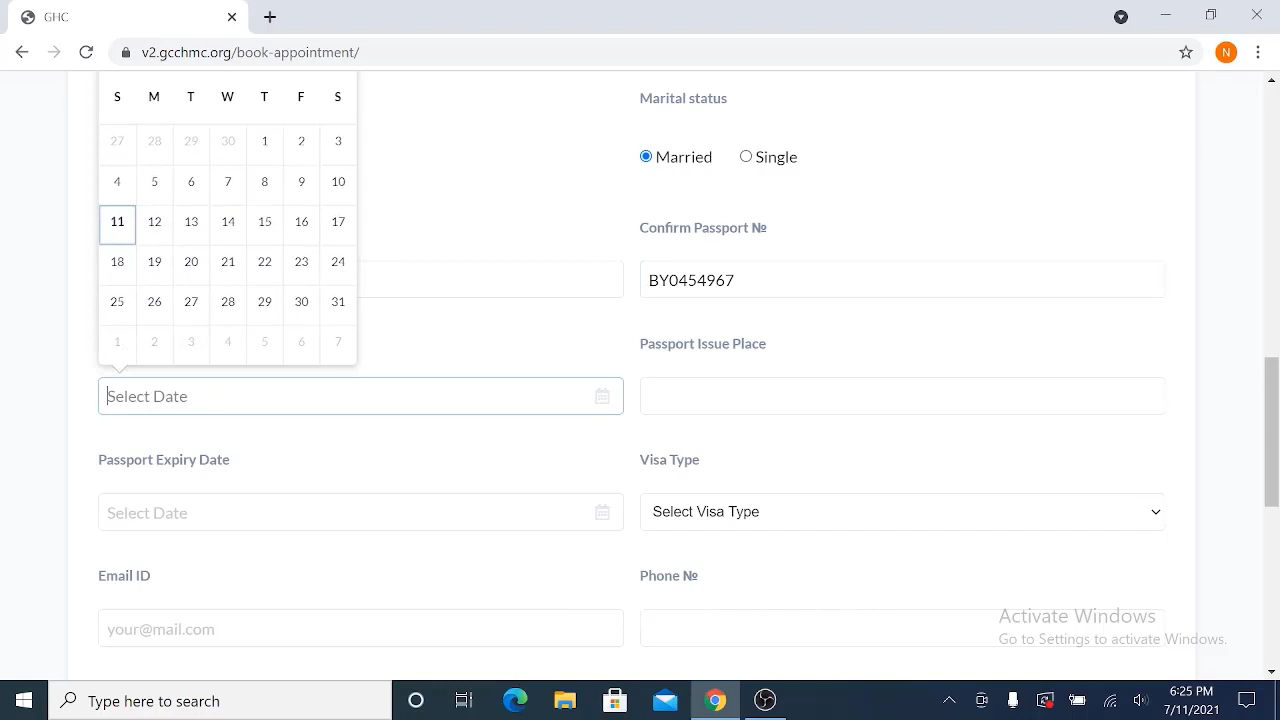 GHC
v2.gcchmc.org/book-appointment/
N
S M T W T F S
27 28 29 30 1 2 3
4 5 6 7 8 9 10
11 12 13 14 15 16 17
18 19 20 21 22 23 24
25 26 27 28 29 30 31
1 2 3 4 5 6 7
Marital status
Married Single
Confirm Passport №
BY0454967
Passport Issue Place
Select Date
Passport Expiry Date
Visa Type
Select Date
Select Visa Type
Email ID
Phone №
your@mail.com
Activate Windows
Go to Settings to activate Windows.
Type here to search
6:25 PM
7/11/2021